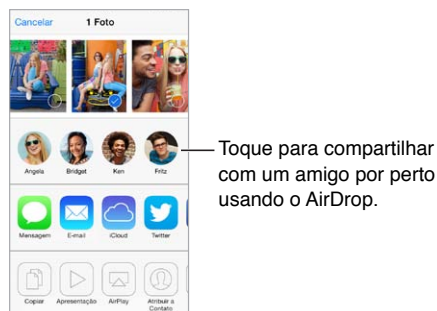 Cancelar
1 Foto
Angela
Bridget
Ken
Fritz
Toque para compartilhar
com um amigo por perto
usando o AirDrop.
Mensagem
E-mail
iCloud
Twitter
Copiar
Apresentação
AirPlay
Atribuir a
Contato